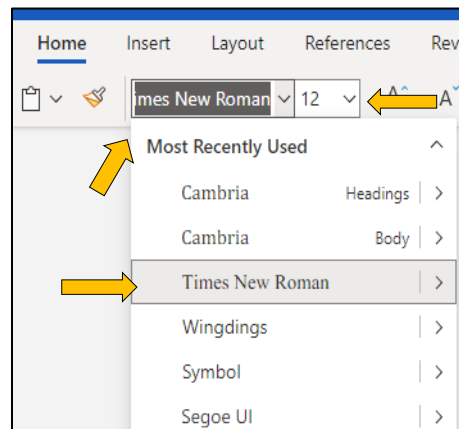 Home Insert Layout References Rev
imes New Roman 12 A A
Most Recently Used
Cambria Headings
Cambria Body
Times New Roman
Wingdings
Symbol
Segoe UI